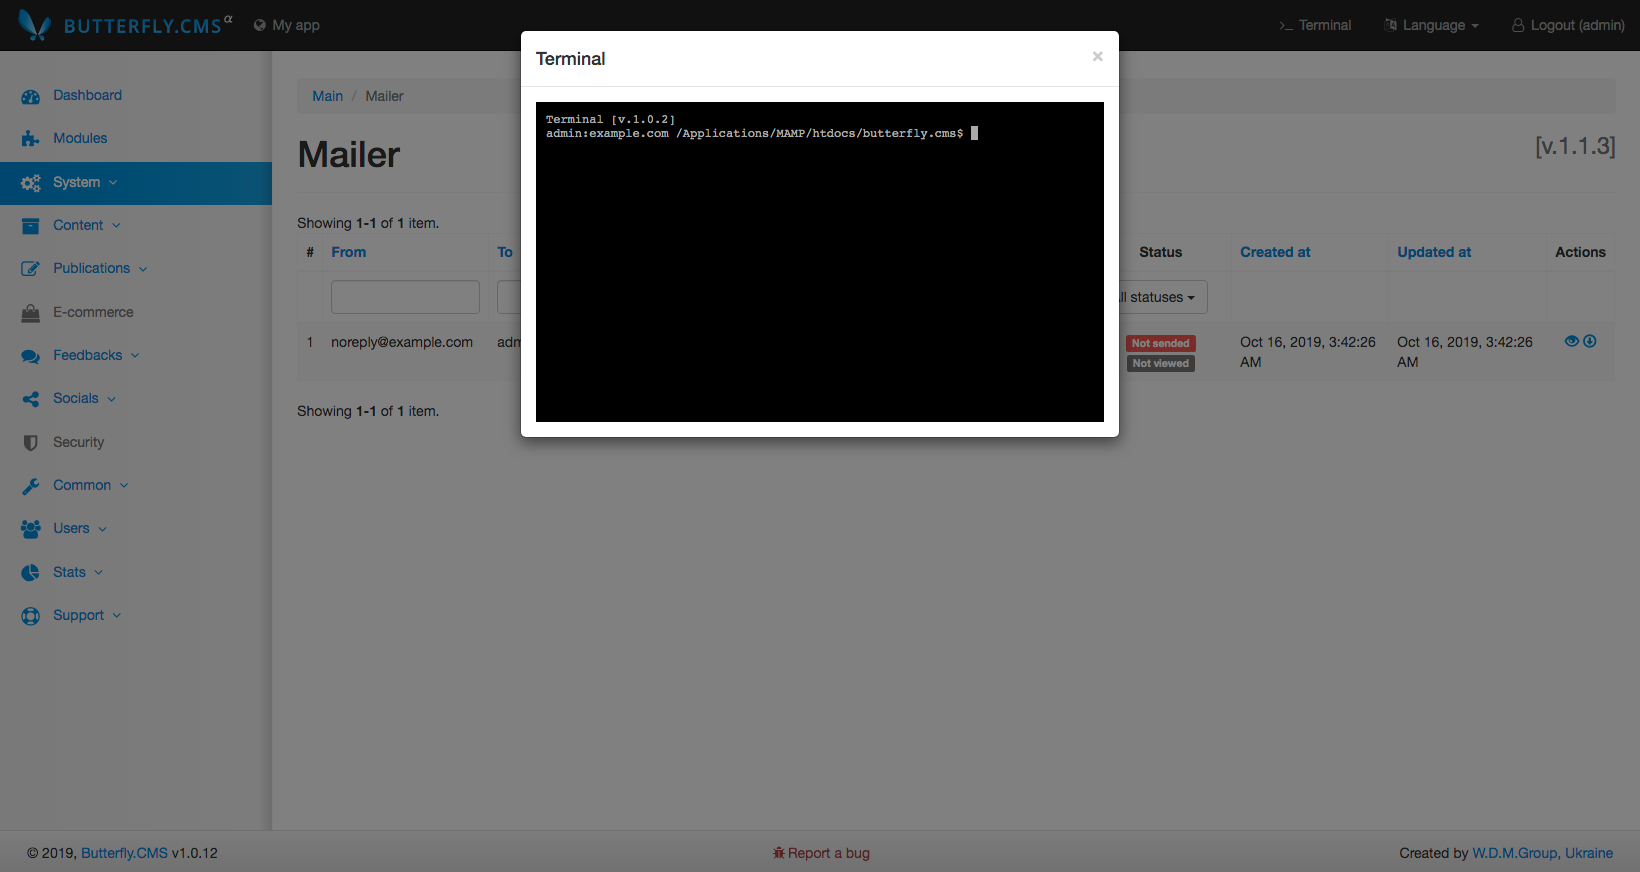 BUTTERFLY.CMS α
My app
Terminal
Language
Logout (admin)
Dashboard
Modules
System
Content
Publications
E-commerce
Feedbacks
Socials
Security
Common
Users
Stats
Support
Main / Mailer
Mailer
[v.1.1.3]
Showing 1-1 of 1 item.
# From To Status Created at Updated at Actions
statuses
1 noreply@example.com Not sended Oct 16, 2019, 3:42:26 Oct 16, 2019, 3:42:26
Not viewed AM AM
Showing 1-1 of 1 item.
Terminal ×
Terminal [v.1.0.2]
admin:example.com /Applications/MAMP/htdocs/butterfly.cms$
© 2019, Butterfly.CMS v1.0.12
Report a bug
Created by W.D.M.Group, Ukraine